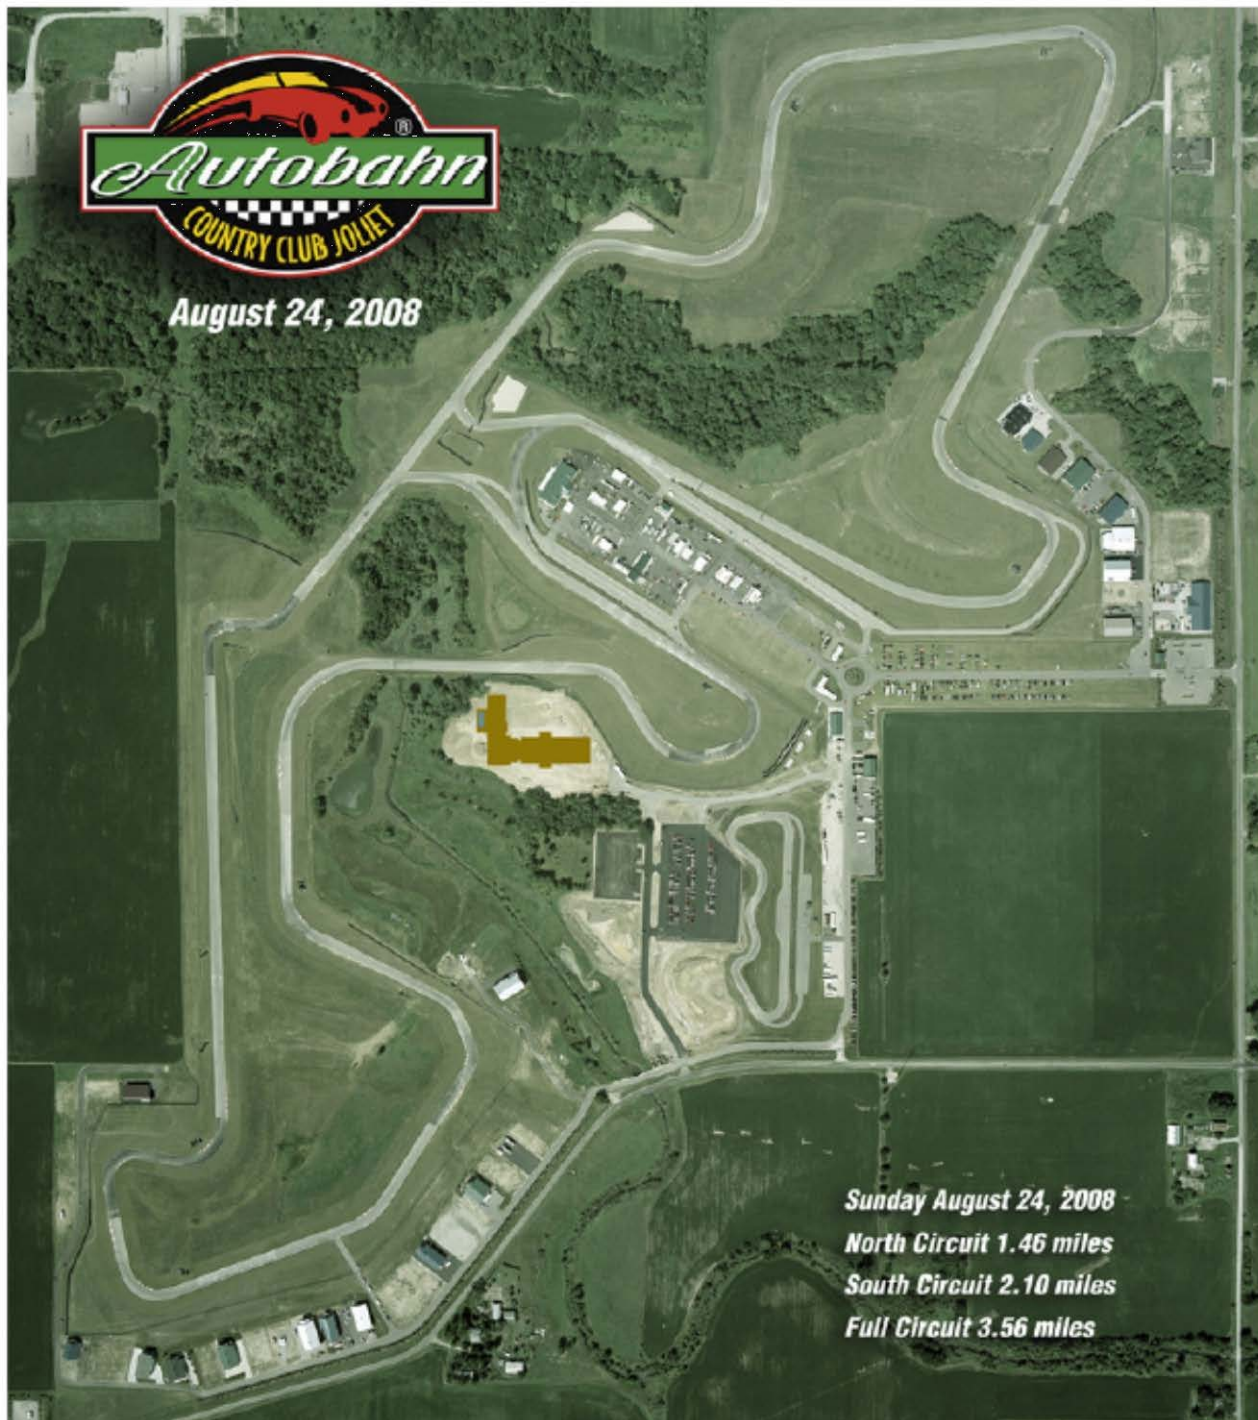 Autobahn®
COUNTRY CLUB JOLIET
August 24, 2008
Sunday August 24, 2008
North Circuit 1.46 miles
South Circuit 2.10 miles
Full Circuit 3.56 miles